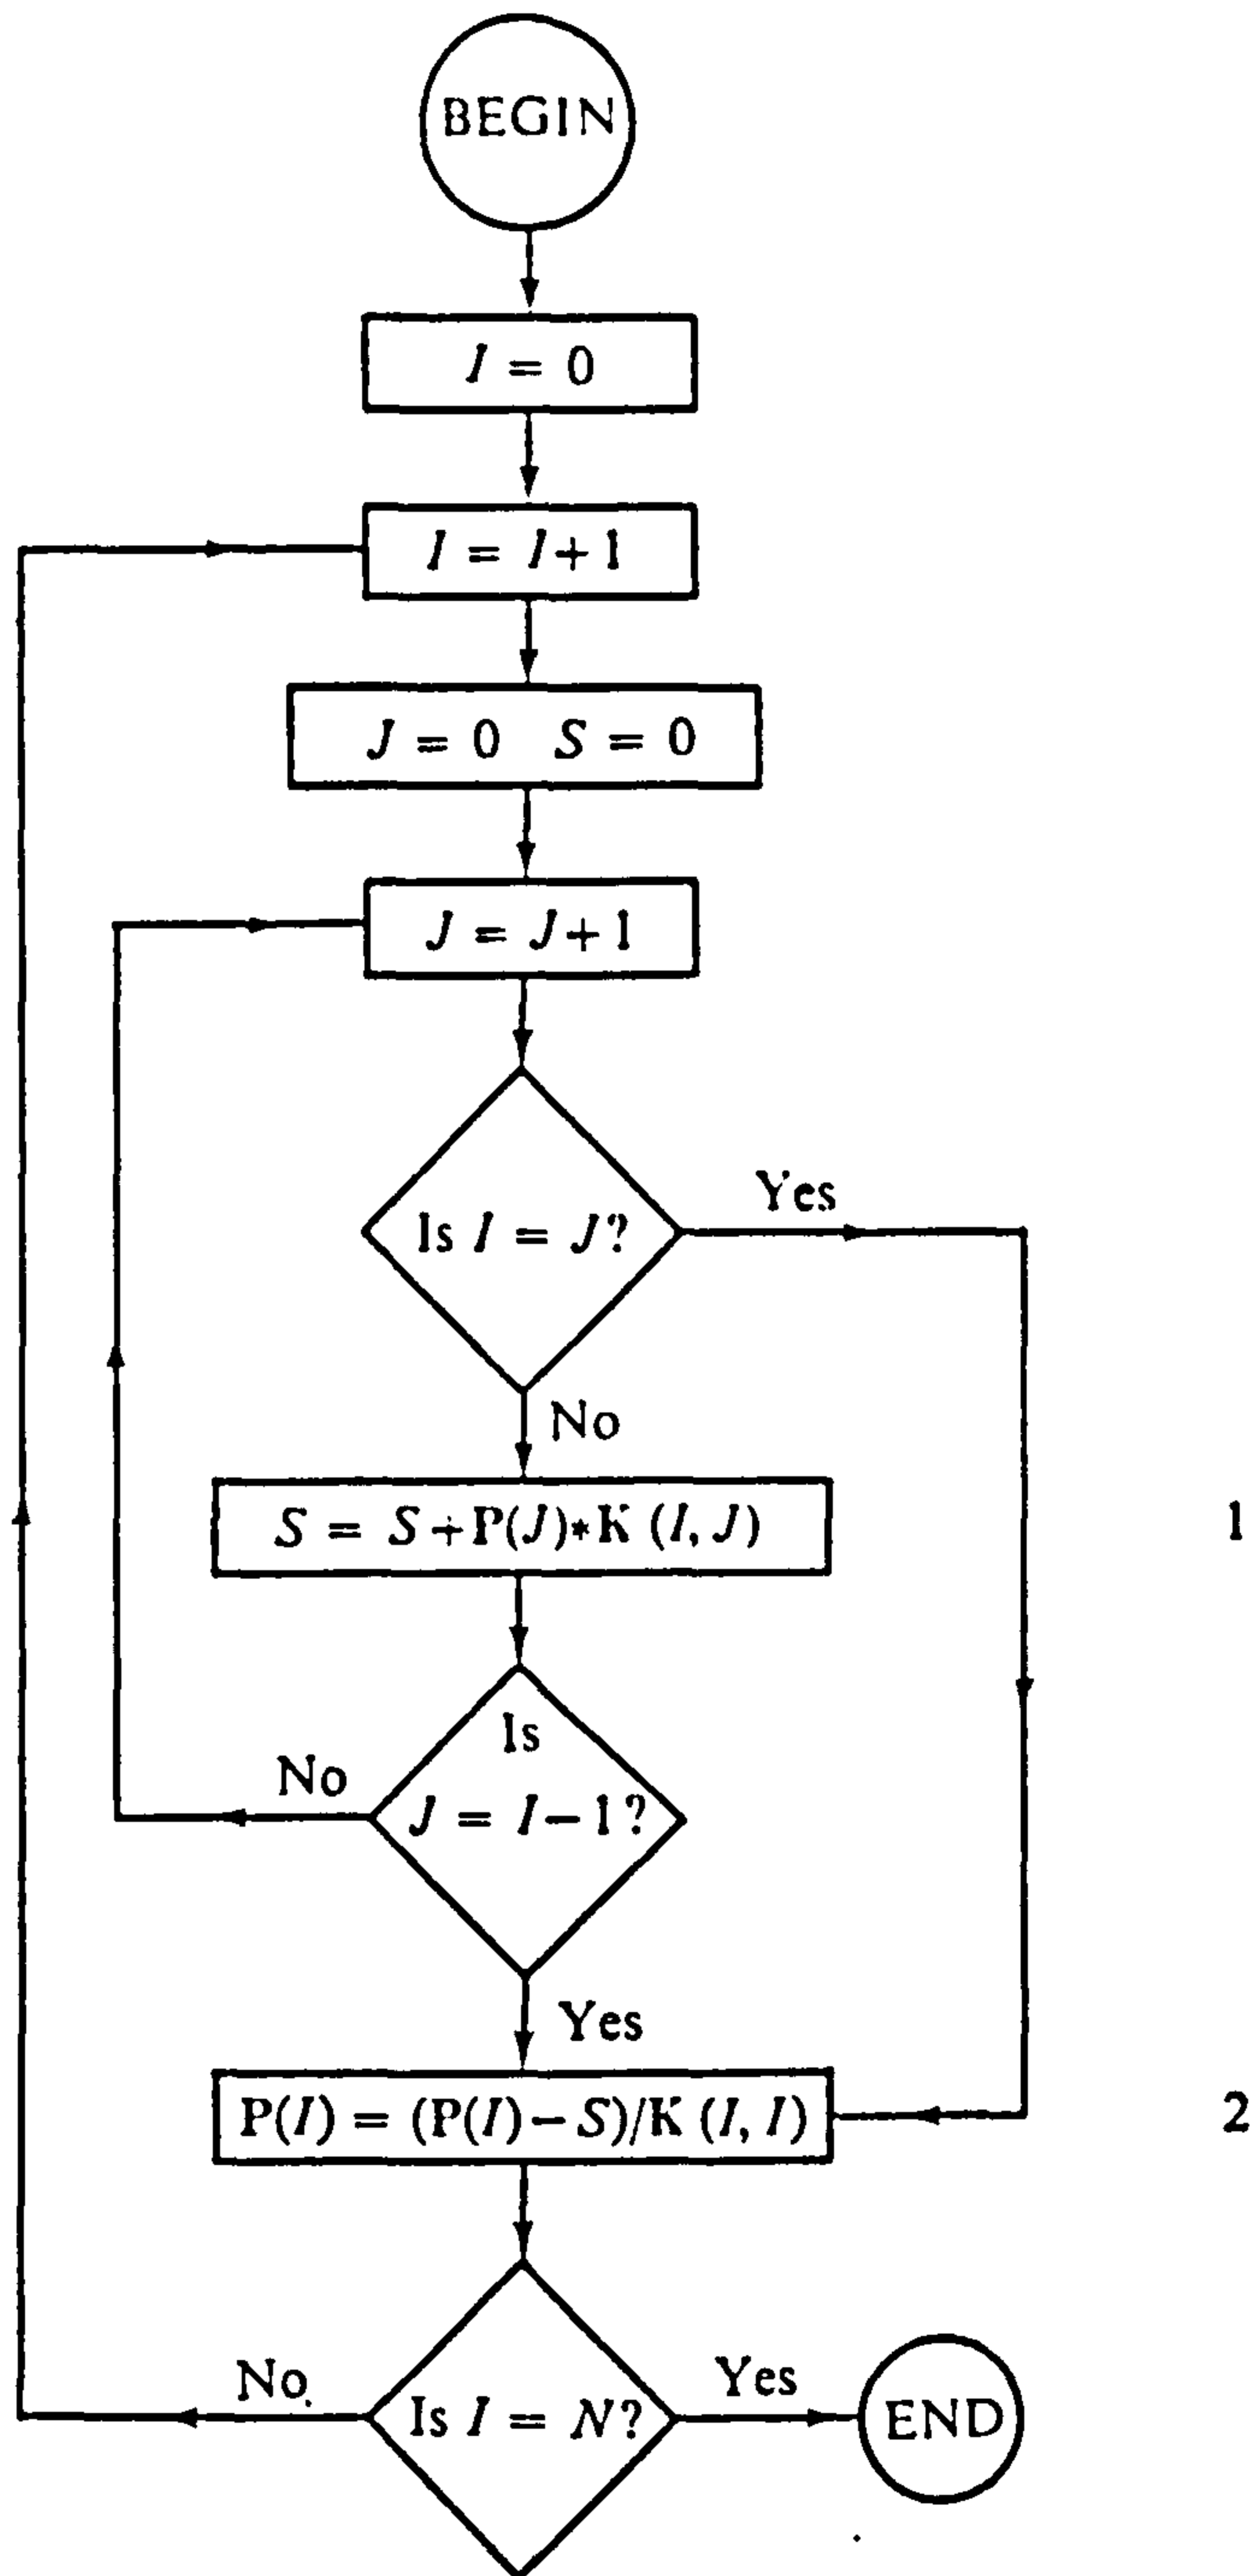 BEGIN
I = 0
I = I+1
J = 0 S = 0
J = J+1
Is I = J?
Yes
No
S = S+P(J)*K (I, J)
1
Is
J = I-1?
No
Yes
P(I) = (P(I)-S)/K (I, I)
2
Is I = N?
No
Yes
END